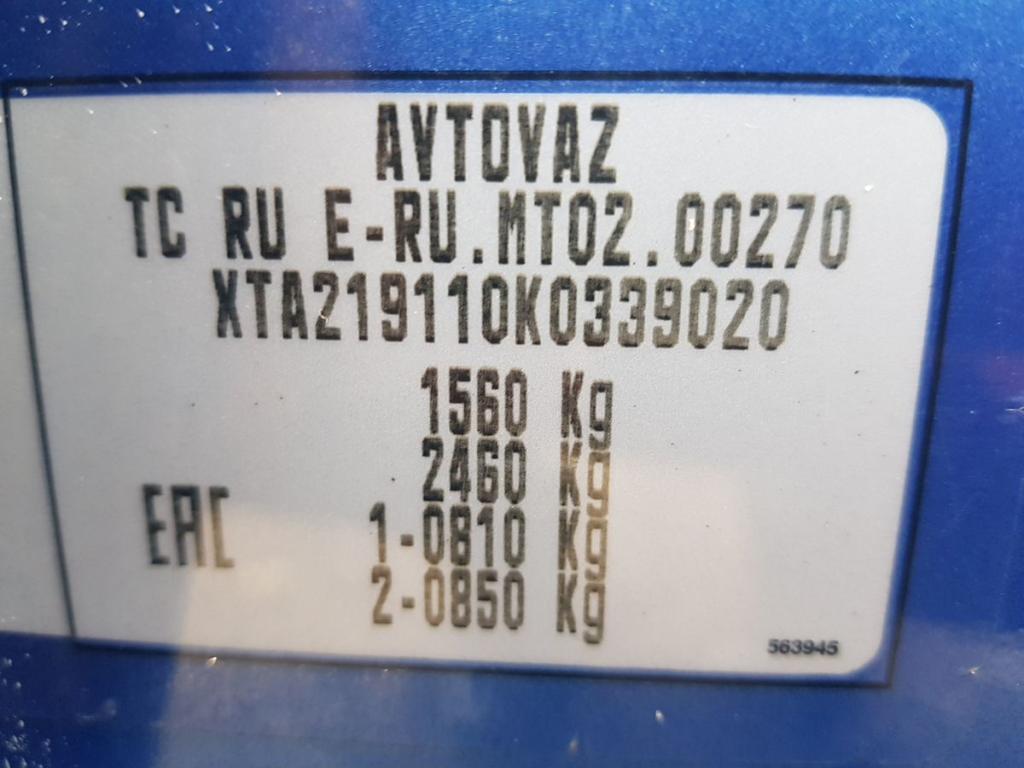 AVTOVAZ
TC RU E-RU.MT02.00270
XTA219110K0339020
1560 Kg
2460 Kg
EAC 1-0810 Kg
2-0850 Kg
563945